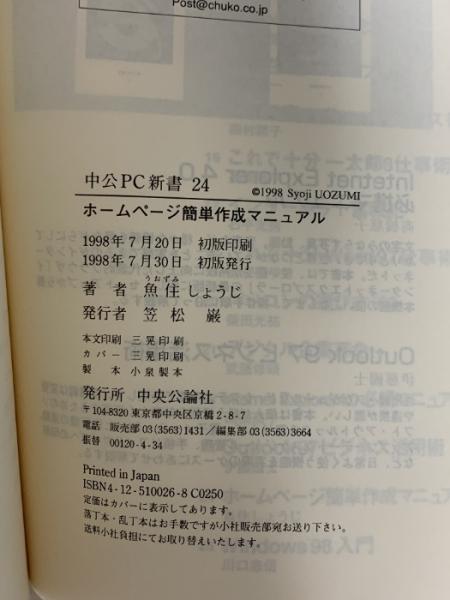 Post@chuko.co.jp
中公PC新書 24
©1998 Syoji UOZUMI
ホームページ簡単作成マニュアル
1998年7月20日 初版印刷
1998年7月30日 初版発行
うおずみ
著者 魚住しょうじ
発行者 笠松 巌
本文印刷 三晃印刷
カバー 三晃印刷
製本 小泉製本
発行所 中央公論社
〒104-8320 東京都中央区京橋2-8-7
電話 販売部 03(3563)1431/編集部 03(3563)3664
振替 00120-4-34
Printed in Japan
ISBN4-12-510026-8 C0250
定価はカバーに表示してあります。
落丁本・乱丁本はお手数ですが小社販売部宛お送り下さい。
送料小社負担にてお取り替えいたします。